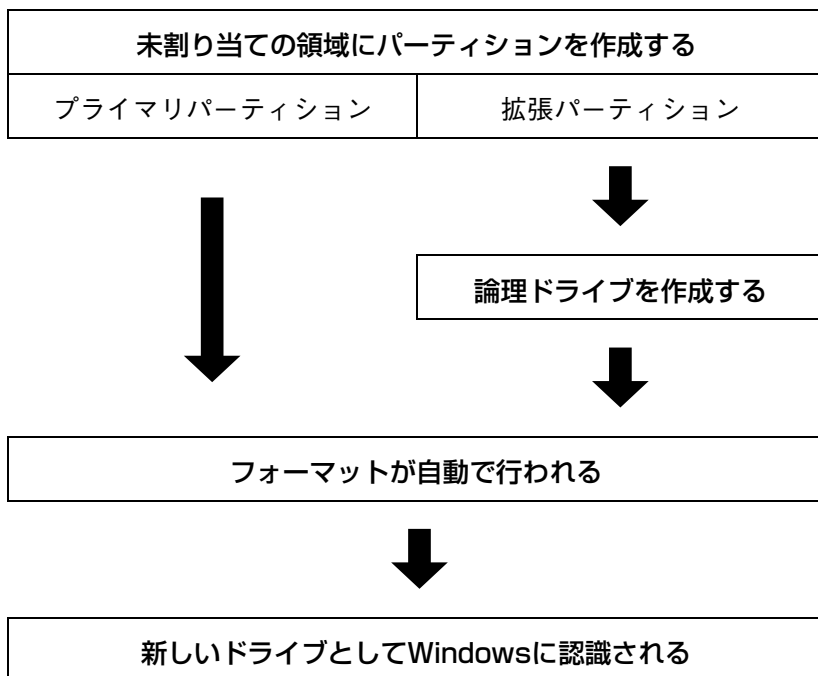 未割り当ての領域にパーティションを作成する
プライマリパーティション
拡張パーティション
論理ドライブを作成する
フォーマットが自動で行われる
新しいドライブとしてWindowsに認識される